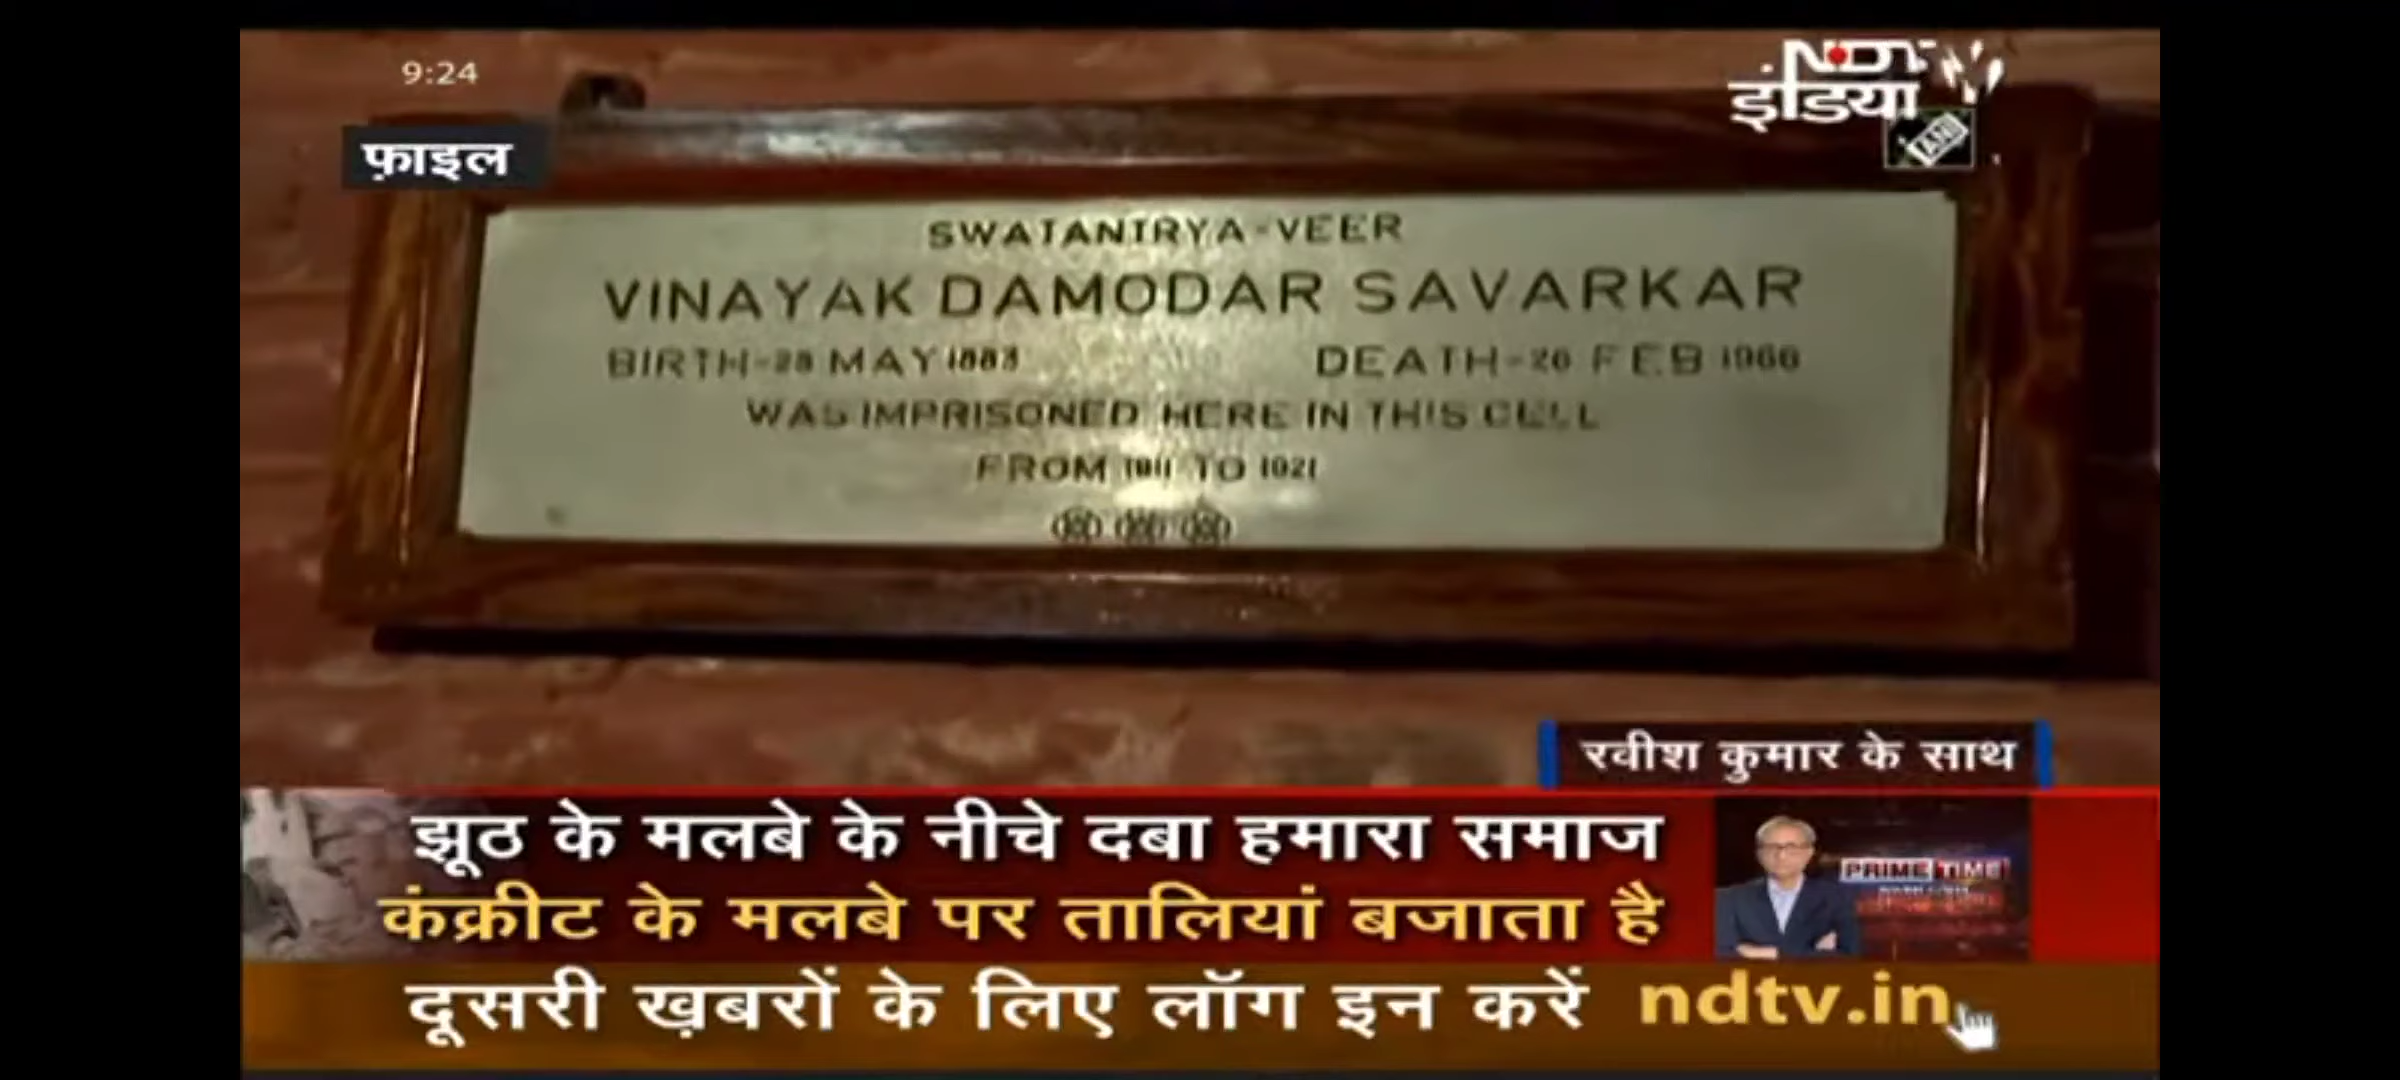 9:24
NDTV
इंडिया
ANI
फ़ाइल
SWATANTRYA-VEER
VINAYAK DAMODAR SAVARKAR
BIRTH-28 MAY 1883 DEATH-26 FEB 1966
WAS IMPRISONED HERE IN THIS CELL
FROM 1911 TO 1921
रवीश कुमार के साथ
झूठ के मलबे के नीचे दबा हमारा समाज
PRIME TIME
कंक्रीट के मलबे पर तालियां बजाता है
दूसरी ख़बरों के लिए लॉग इन करें ndtv.in